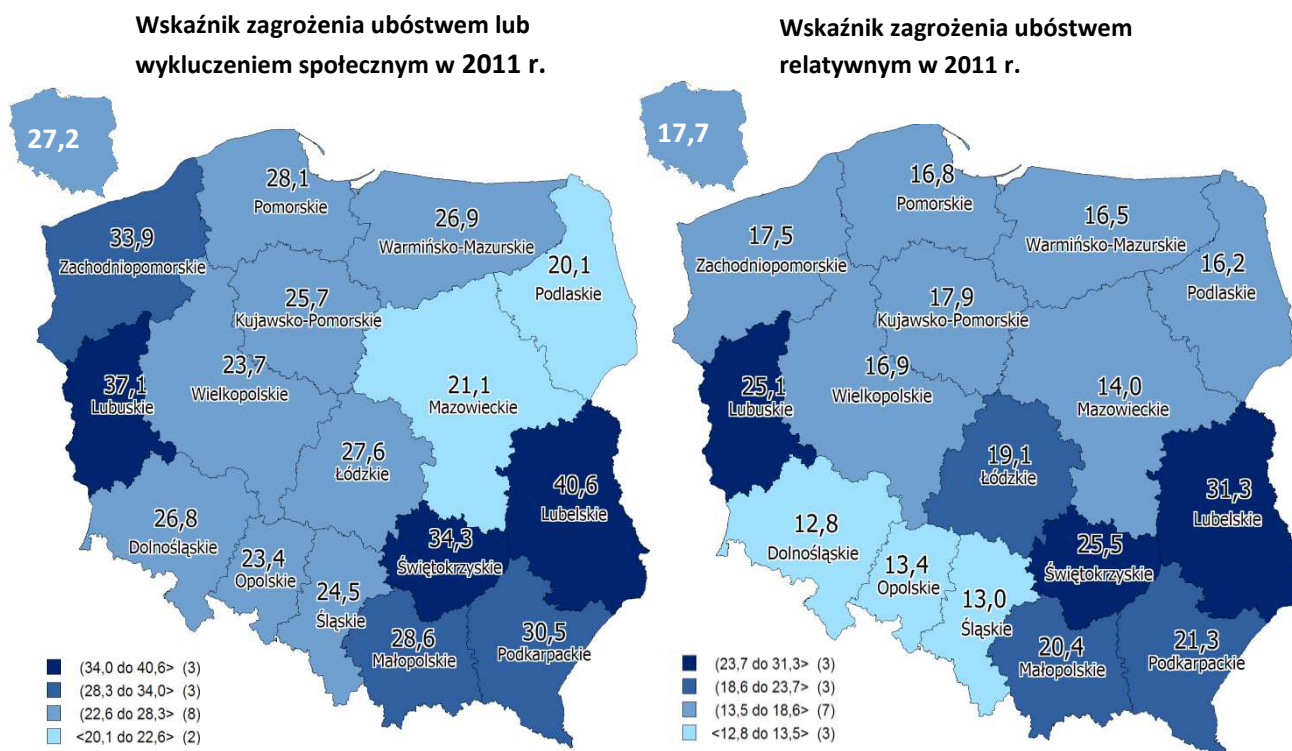 Wskaźnik zagrożenia ubóstwem lub
wykluczeniem społecznym w 2011 r.
27,2
28,1
Pomorskie
26,9
Warmińsko-Mazurskie
33,9
Zachodniopomorskie
20,1
Podlaskie
25,7
Kujawsko-Pomorskie
23,7
Wielkopolskie
37,1
Lubuskie
21,1
Mazowieckie
27,6
Łódzkie
40,6
Lubelskie
26,8
Dolnośląskie
34,3
Świętokrzyskie
23,4
Opolskie
24,5
Śląskie
28,6
Małopolskie
30,5
Podkarpackie
(34,0 do 40,6> (3)
(28,3 do 34,0> (3)
(22,6 do 28,3> (8)
<20,1 do 22,6> (2)
Wskaźnik zagrożenia ubóstwem
relatywnym w 2011 r.
17,7
16,8
Pomorskie
16,5
Warmińsko-Mazurskie
17,5
Zachodniopomorskie
16,2
Podlaskie
17,9
Kujawsko-Pomorskie
16,9
Wielkopolskie
25,1
Lubuskie
14,0
Mazowieckie
19,1
Łódzkie
31,3
Lubelskie
12,8
Dolnośląskie
25,5
Świętokrzyskie
13,4
Opolskie
13,0
Śląskie
20,4
Małopolskie
21,3
Podkarpackie
(23,7 do 31,3> (3)
(18,6 do 23,7> (3)
(13,5 do 18,6> (7)
<12,8 do 13,5> (3)